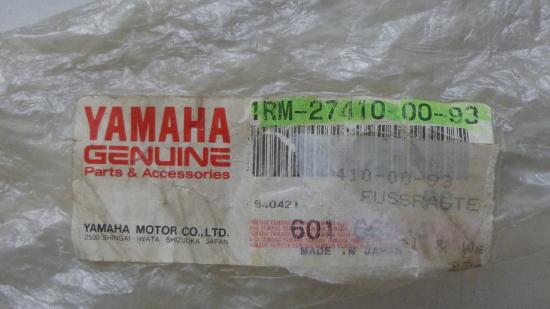 YAMAHA
GENUINE
Parts & Accessories
YAMAHA MOTOR CO., LTD.
2500 SHINGAI IWATA SHIZUOKA JAPAN
1RM-27410-00-93
410-00-93
FUSSRASTE
940421
601
MADE IN JAPAN